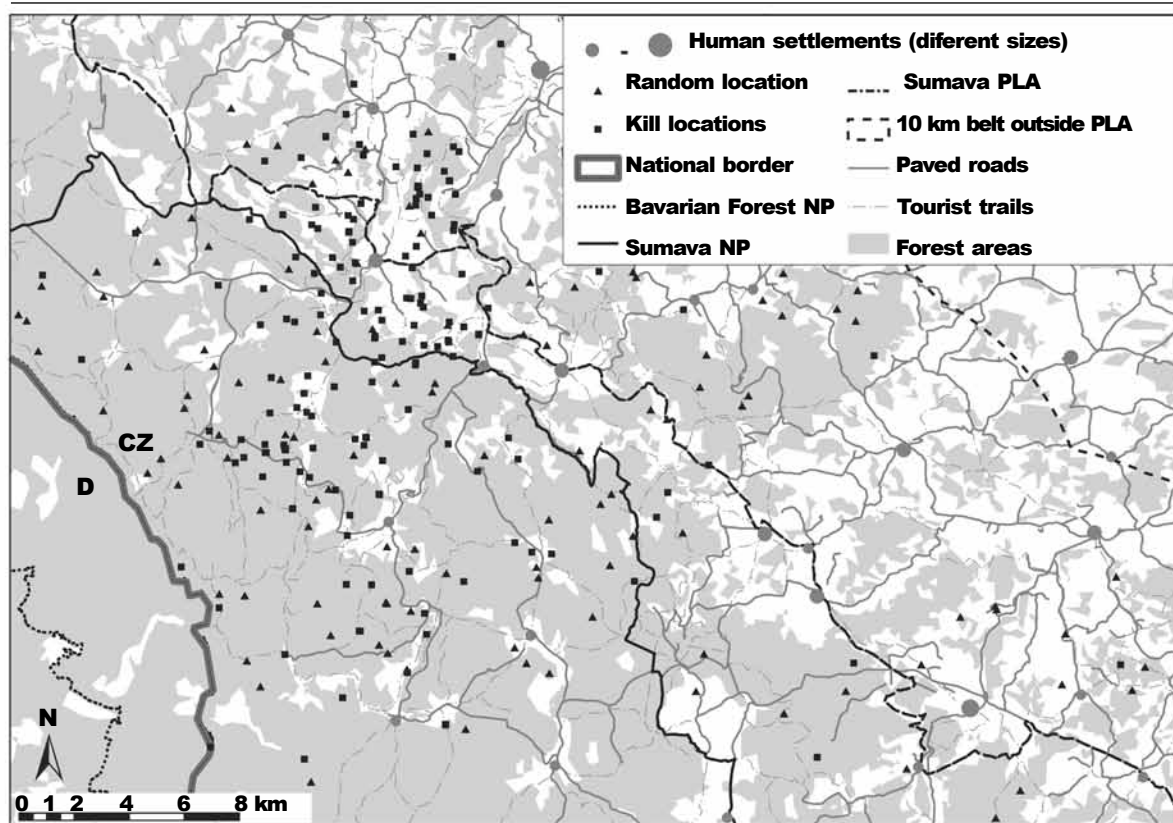 Human settlements (diferent sizes)
Random location
Sumava PLA
Kill locations
10 km belt outside PLA
National border
Paved roads
Bavarian Forest NP
Tourist trails
Sumava NP
Forest areas
CZ
D
N
0 1 2 4 6 8 km